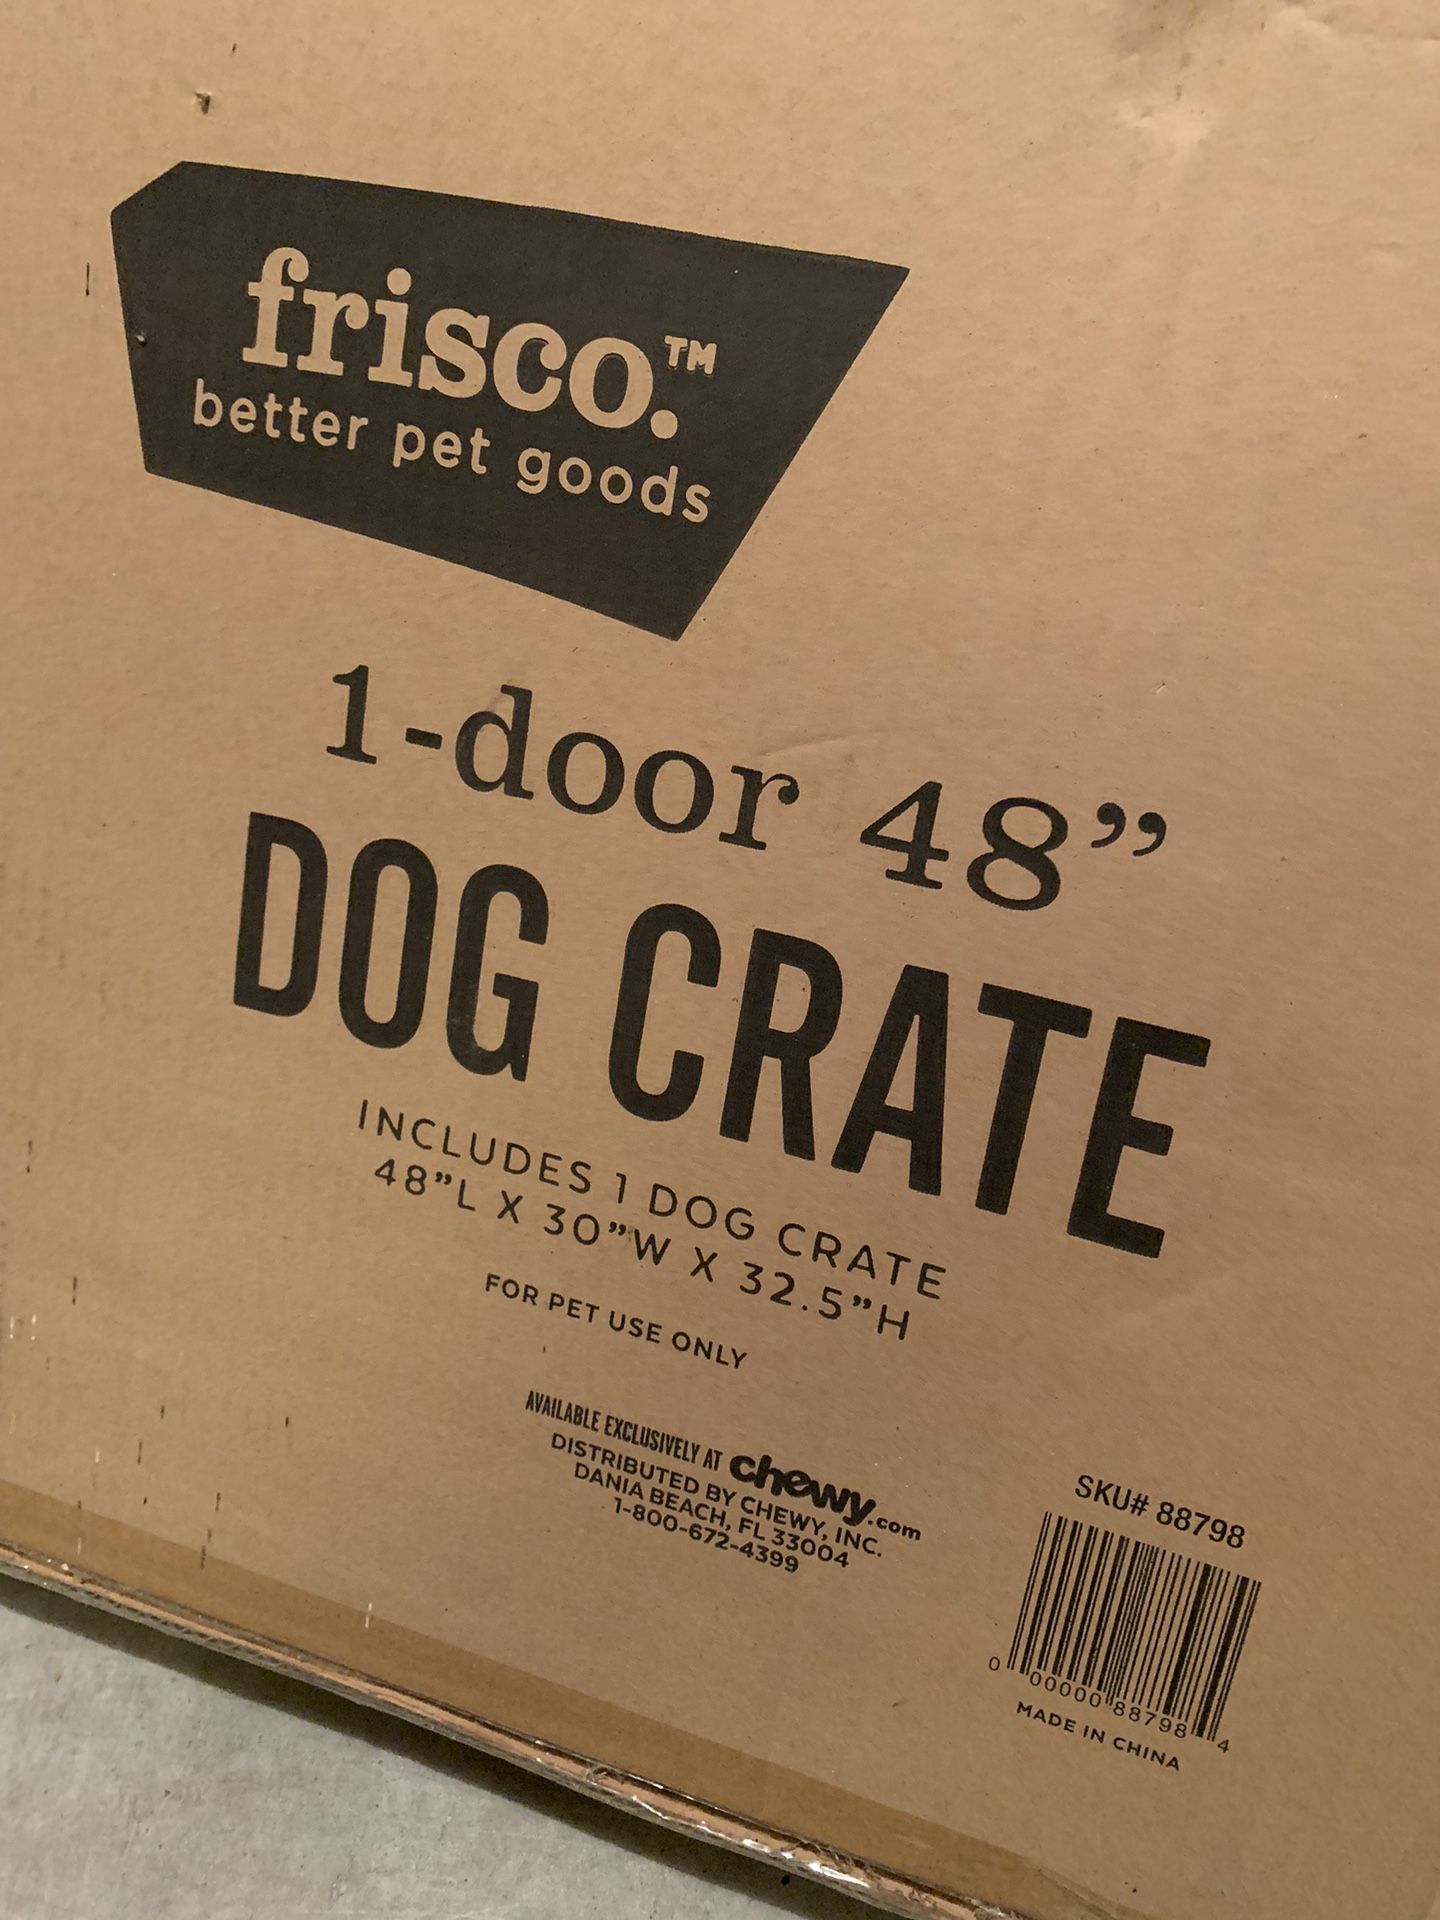 frisco.™
better pet goods
1-door 48”
DOG CRATE
INCLUDES 1 DOG CRATE
48”L X 30”W X 32.5”H
FOR PET USE ONLY
AVAILABLE EXCLUSIVELY AT chewy.com
DISTRIBUTED BY CHEWY, INC.
DANIA BEACH, FL 33004
1-800-672-4399
SKU# 88798
0 00000 88798 4
MADE IN CHINA